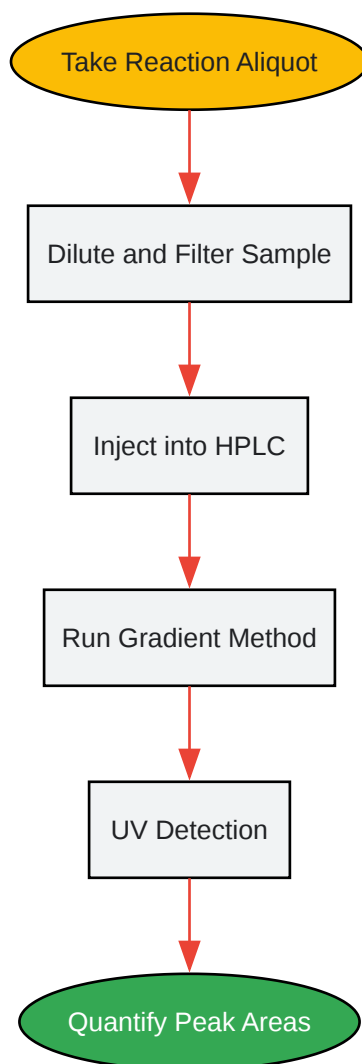 Take Reaction Aliquot
Dilute and Filter Sample
Inject into HPLC
Run Gradient Method
UV Detection
Quantify Peak Areas